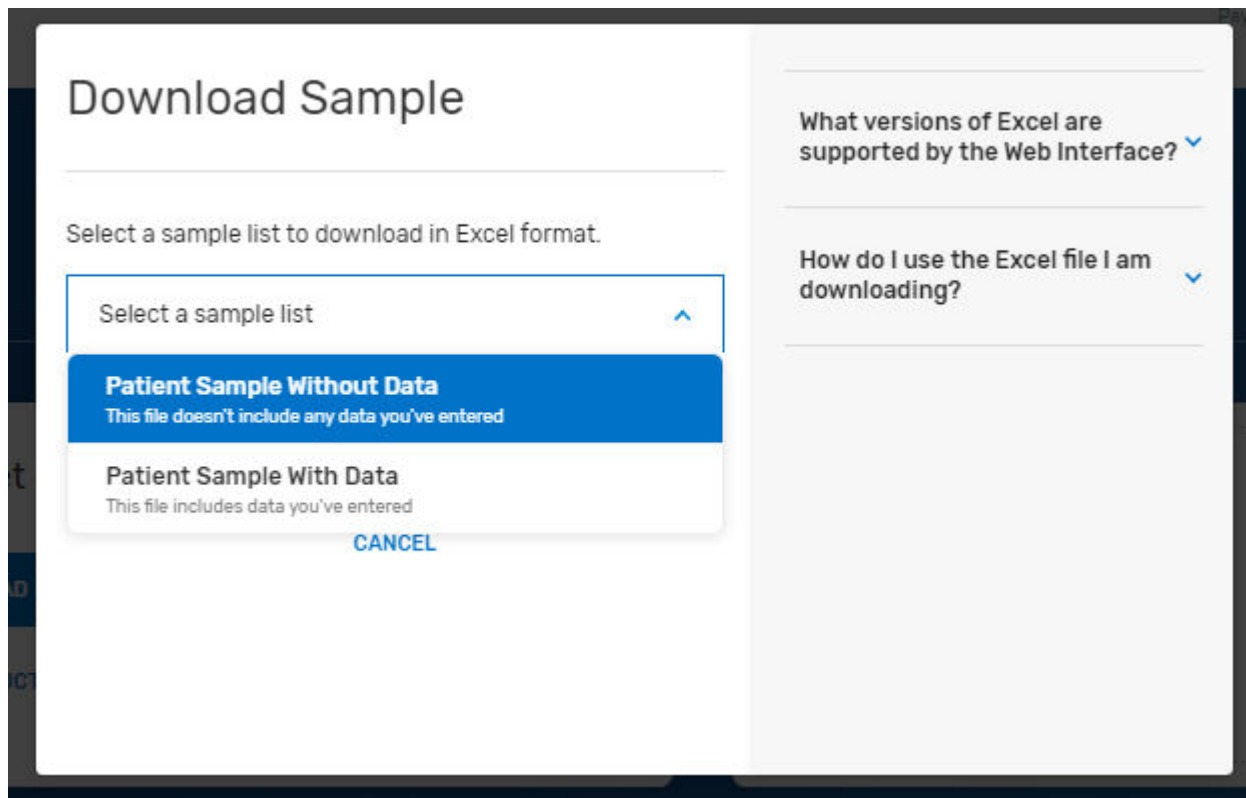 Download Sample
Select a sample list to download in Excel format.
Select a sample list
Patient Sample Without Data
This file doesn't include any data you've entered
Patient Sample With Data
This file includes data you've entered
CANCEL
What versions of Excel are
supported by the Web Interface?
How do I use the Excel file I am
downloading?